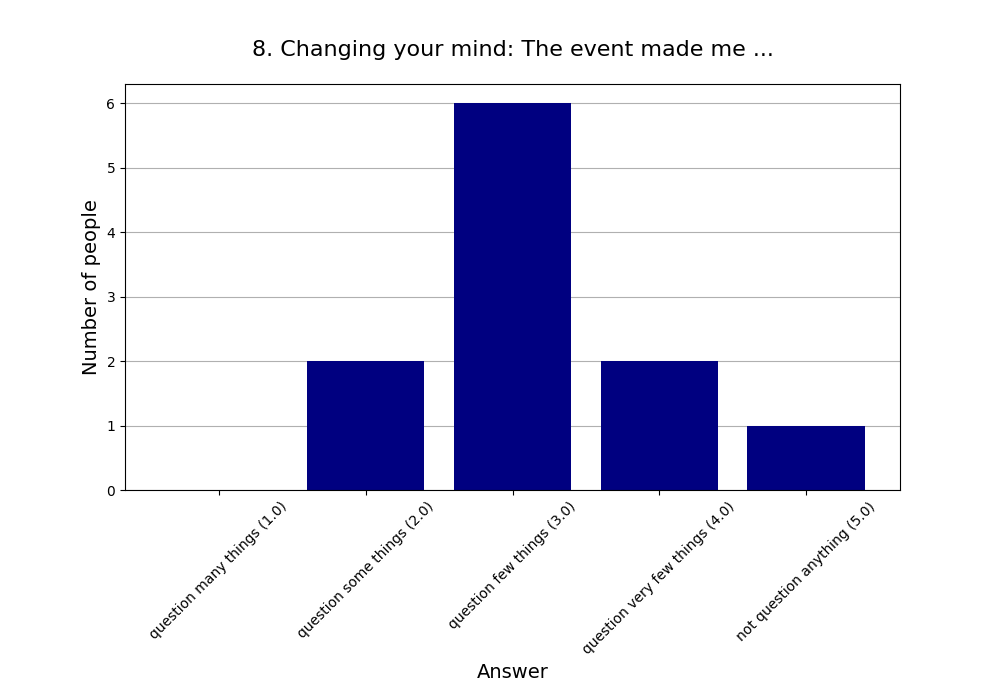 8. Changing your mind: The event made me ...
6
5
4
3
2
1
0
Number of people
question many things (1.0)
question some things (2.0)
question few things (3.0)
question very few things (4.0)
not question anything (5.0)
Answer